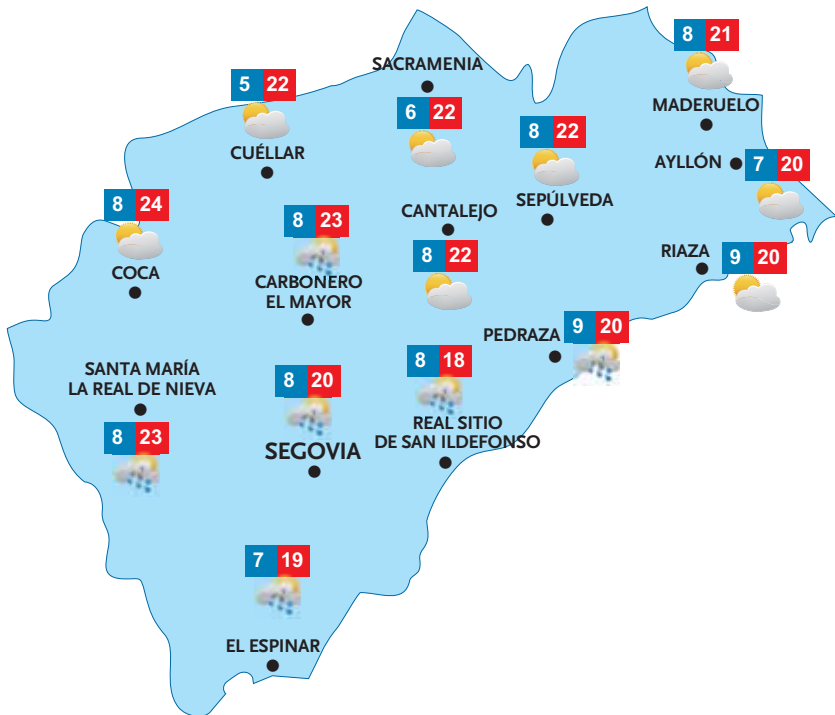 8 21
SACRAMENIA
5 22
MADERUELO
6 22
8 22
CUÉLLAR
AYLLÓN
7 20
8 24
SEPÚLVEDA
8 23
CANTALEJO
COCA
8 22
RIAZA
9 20
CARBONERO
EL MAYOR
9 20
PEDRAZA
8 18
SANTA MARÍA
LA REAL DE NIEVA
8 20
REAL SITIO
DE SAN ILDEFONSO
8 23
SEGOVIA
7 19
EL ESPINAR